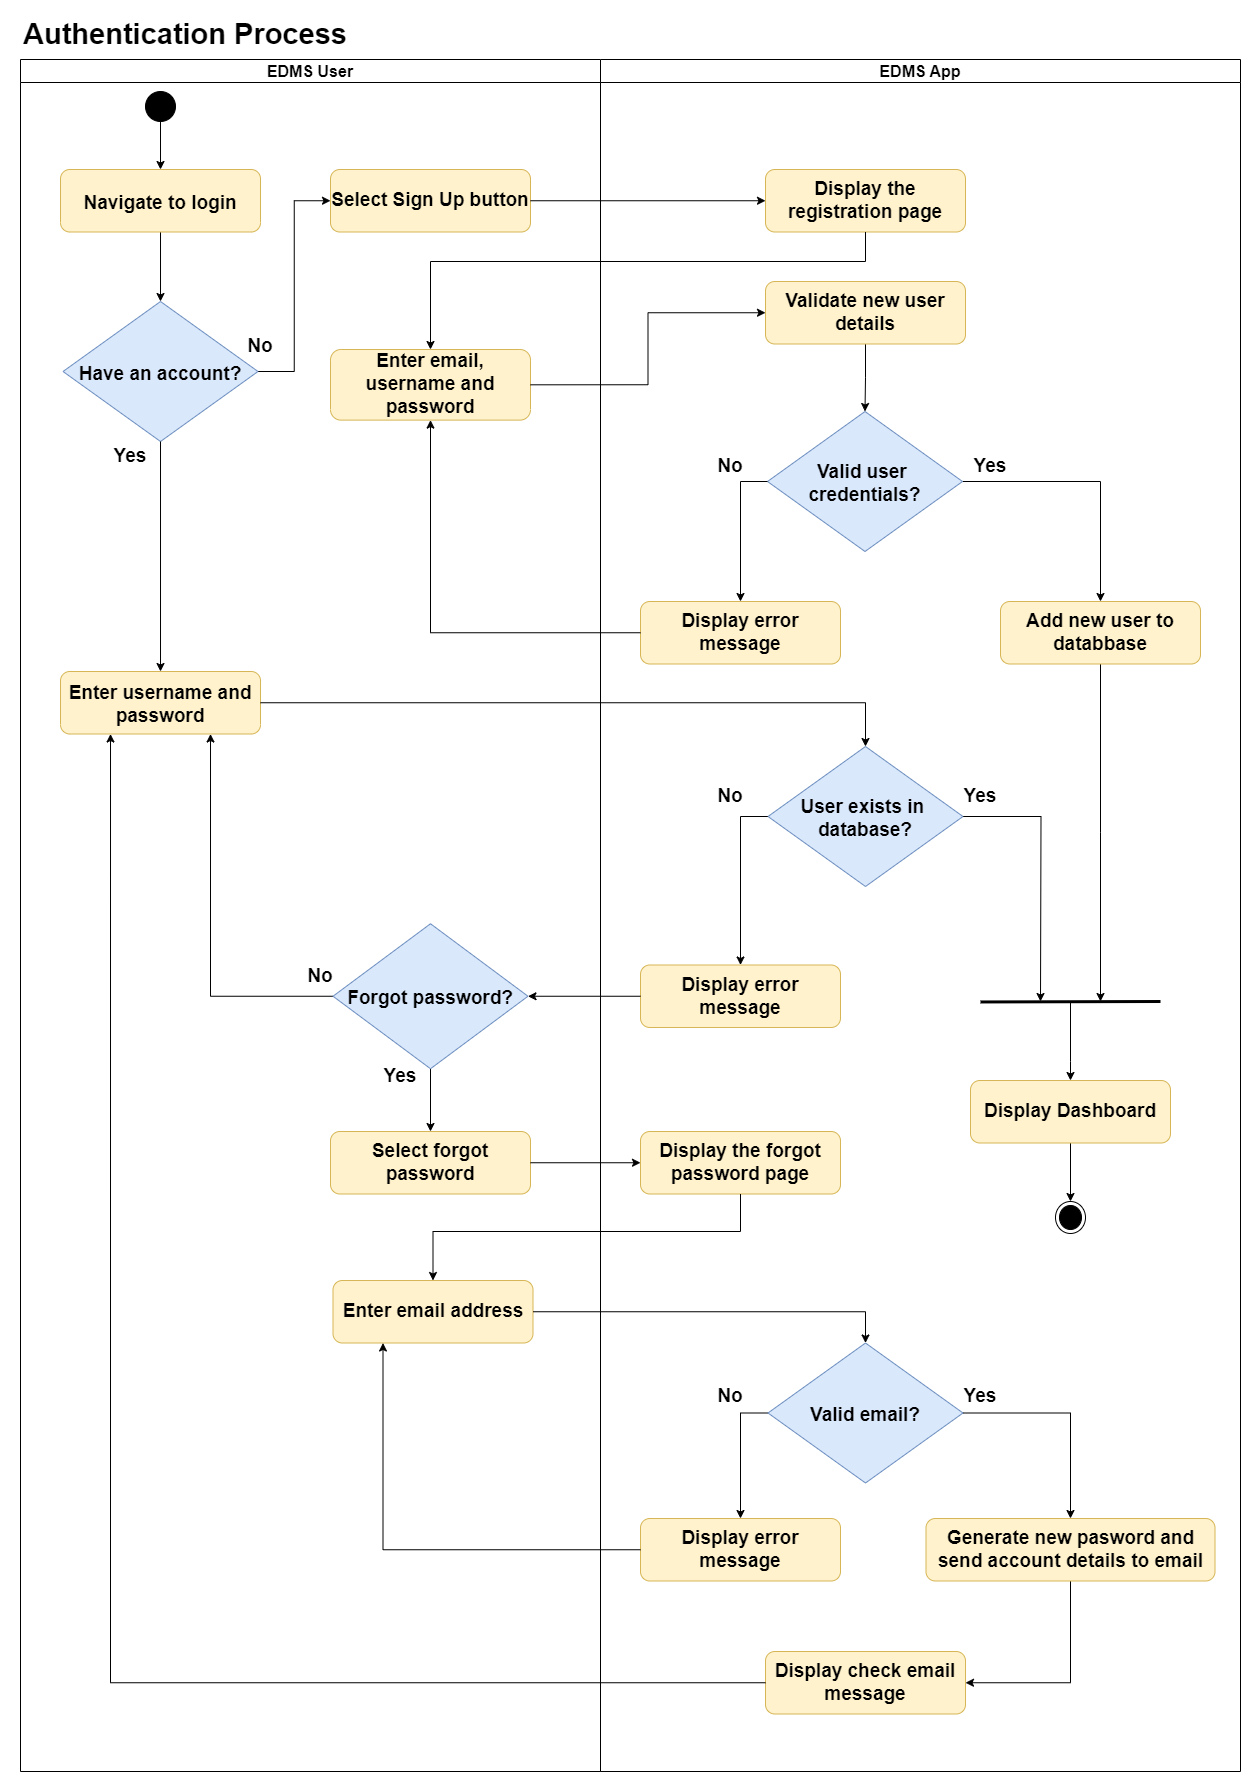 Authentication Process
EDMS User
EDMS App
Navigate to login
Select Sign Up button
Display the
registration page
Validate new user
details
No
Have an account?
Enter email,
username and
password
Yes
No
Valid user
credentials?
Yes
Display error
message
Add new user to
databbase
Enter username and
password
No
User exists in
database?
Yes
No
Forgot password?
Display error
message
Yes
Display Dashboard
Select forgot
password
Display the forgot
password page
Enter email address
No
Valid email?
Yes
Display error
message
Generate new pasword and
send account details to email
Display check email
message